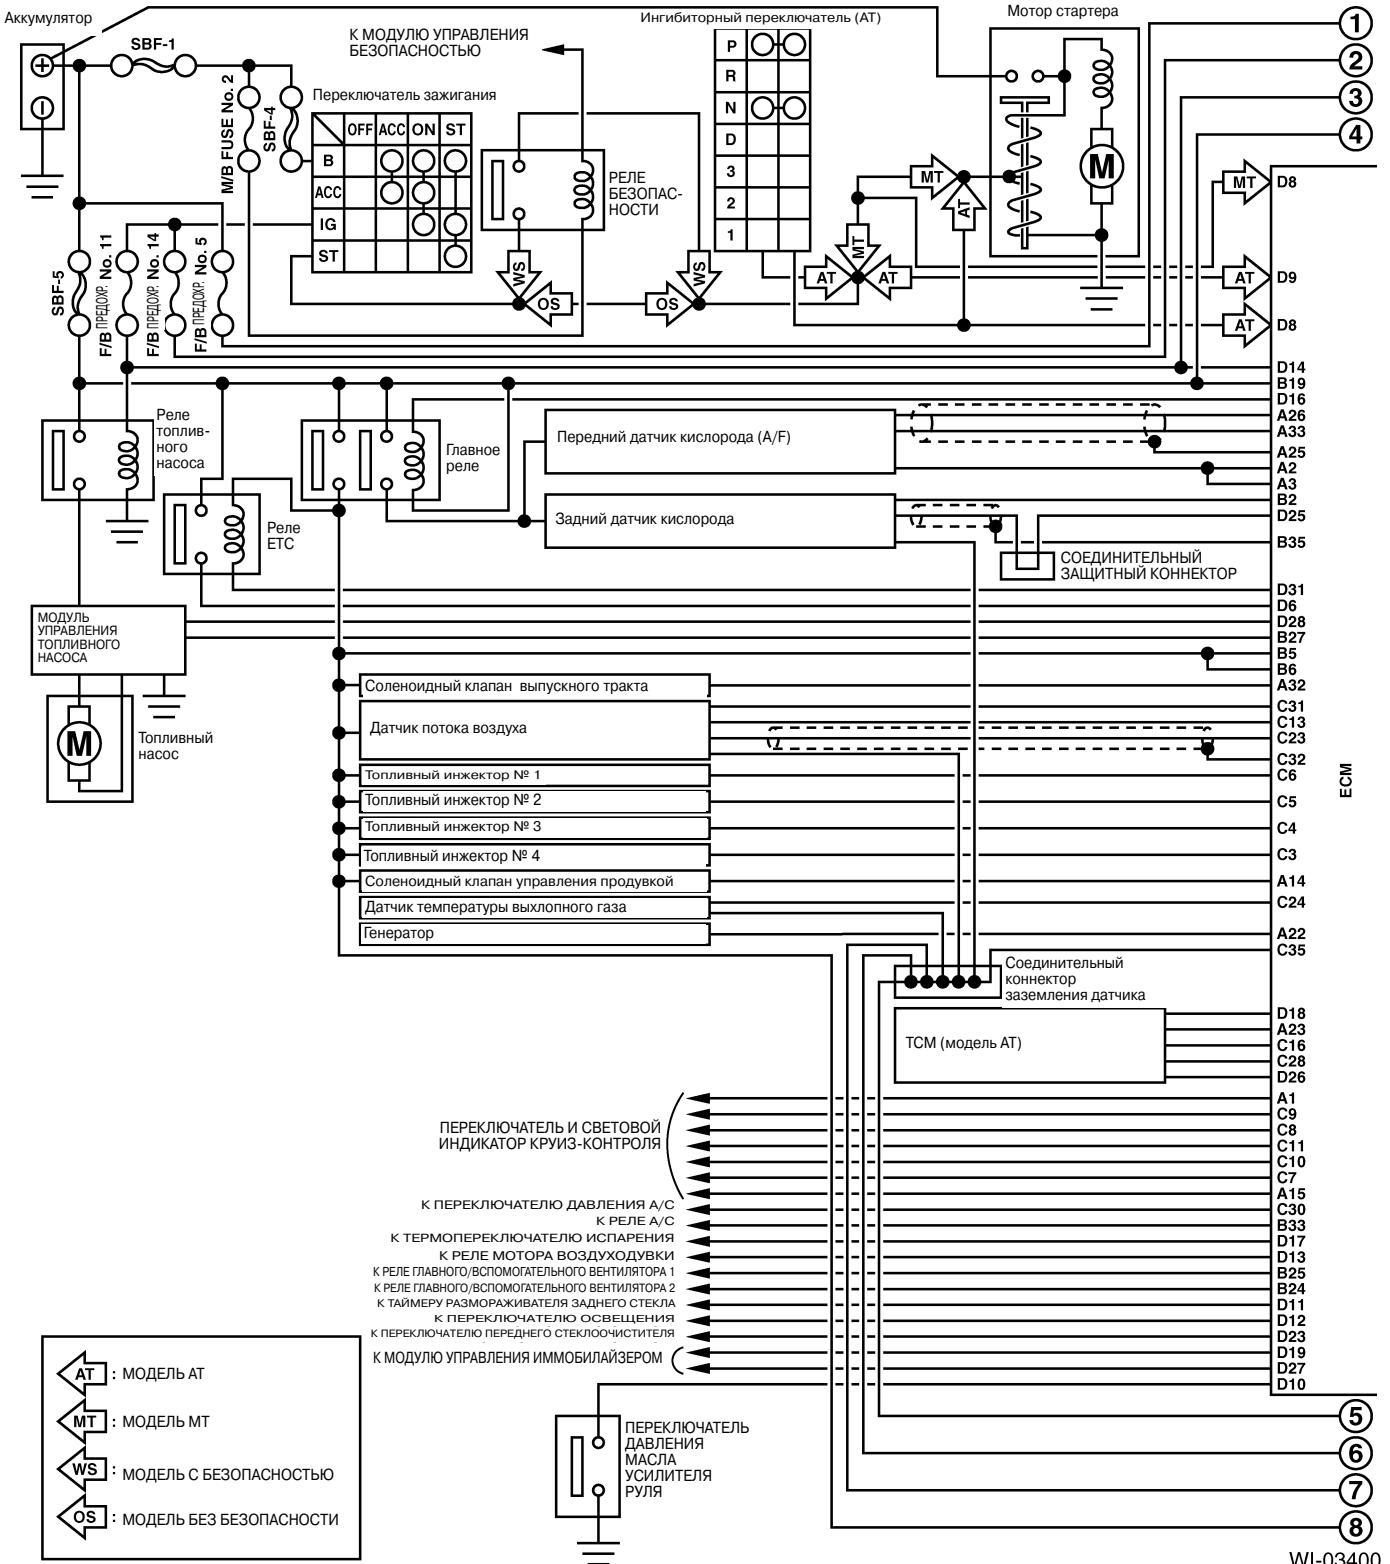 Аккумулятор
SBF-1
К МОДУЛЮ УПРАВЛЕНИЯ
БЕЗОПАСНОСТЬЮ
Ингибиторный переключатель (АТ)
Мотор стартера
1
2
3
4
M/B FUSE No. 2
SBF-4
Переключатель зажигания
OFF ACC ON ST
B
ACC
IG
ST
РЕЛЕ
БЕЗОПАС-
НОСТИ
P
R
N
D
3
2
1
M
MT
AT
MT
AT
AT
WS
OS
WS
OS
MT
D8
AT
D9
AT
D8
SBF-5
F/B ПРЕДОХР. No. 11
F/B ПРЕДОХР. No. 14
F/B ПРЕДОХР. No. 5
D14
B19
D16
A26
A33
A25
A2
A3
B2
D25
B35
Реле
топлив-
ного
насоса
Главное
реле
Передний датчик кислорода (A/F)
Задний датчик кислорода
СОЕДИНИТЕЛЬНЫЙ
ЗАЩИТНЫЙ КОННЕКТОР
Реле
ETC
D31
D6
D28
B27
B5
B6
A32
C31
C13
C23
C32
C6
C5
C4
C3
A14
C24
A22
C35
ECM
МОДУЛЬ
УПРАВЛЕНИЯ
ТОПЛИВНОГО
НАСОСА
M
Топливный
насос
Соленоидный клапан выпускного тракта
Датчик потока воздуха
Топливный инжектор № 1
Топливный инжектор № 2
Топливный инжектор № 3
Топливный инжектор № 4
Соленоидный клапан управления продувкой
Датчик температуры выхлопного газа
Генератор
Соединительный
коннектор
заземления датчика
TCM (модель АТ)
D18
A23
C16
C28
D26
A1
C9
C8
C11
C10
C7
A15
C30
B33
D17
D13
B25
B24
D11
D12
D23
D19
D27
D10
ПЕРЕКЛЮЧАТЕЛЬ И СВЕТОВОЙ
ИНДИКАТОР КРУИЗ-КОНТРОЛЯ
К ПЕРЕКЛЮЧАТЕЛЮ ДАВЛЕНИЯ A/C
К РЕЛЕ A/C
К ТЕРМОПЕРЕКЛЮЧАТЕЛЮ ИСПАРЕНИЯ
К РЕЛЕ МОТОРА ВОЗДУХОДУВКИ
К РЕЛЕ ГЛАВНОГО/ВСПОМОГАТЕЛЬНОГО ВЕНТИЛЯТОРА 1
К РЕЛЕ ГЛАВНОГО/ВСПОМОГАТЕЛЬНОГО ВЕНТИЛЯТОРА 2
К ТАЙМЕРУ РАЗМОРАЖИВАТЕЛЯ ЗАДНЕГО СТЕКЛА
К ПЕРЕКЛЮЧАТЕЛЮ ОСВЕЩЕНИЯ
К ПЕРЕКЛЮЧАТЕЛЮ ПЕРЕДНЕГО СТЕКЛООЧИСТИТЕЛЯ
К МОДУЛЮ УПРАВЛЕНИЯ ИММОБИЛАЙЗЕРОМ
ПЕРЕКЛЮЧАТЕЛЬ
ДАВЛЕНИЯ
МАСЛА
УСИЛИТЕЛЯ
РУЛЯ
AT : МОДЕЛЬ АТ
MT : МОДЕЛЬ МТ
WS : МОДЕЛЬ С БЕЗОПАСНОСТЬЮ
OS : МОДЕЛЬ БЕЗ БЕЗОПАСНОСТИ
5
6
7
8
WI-03400